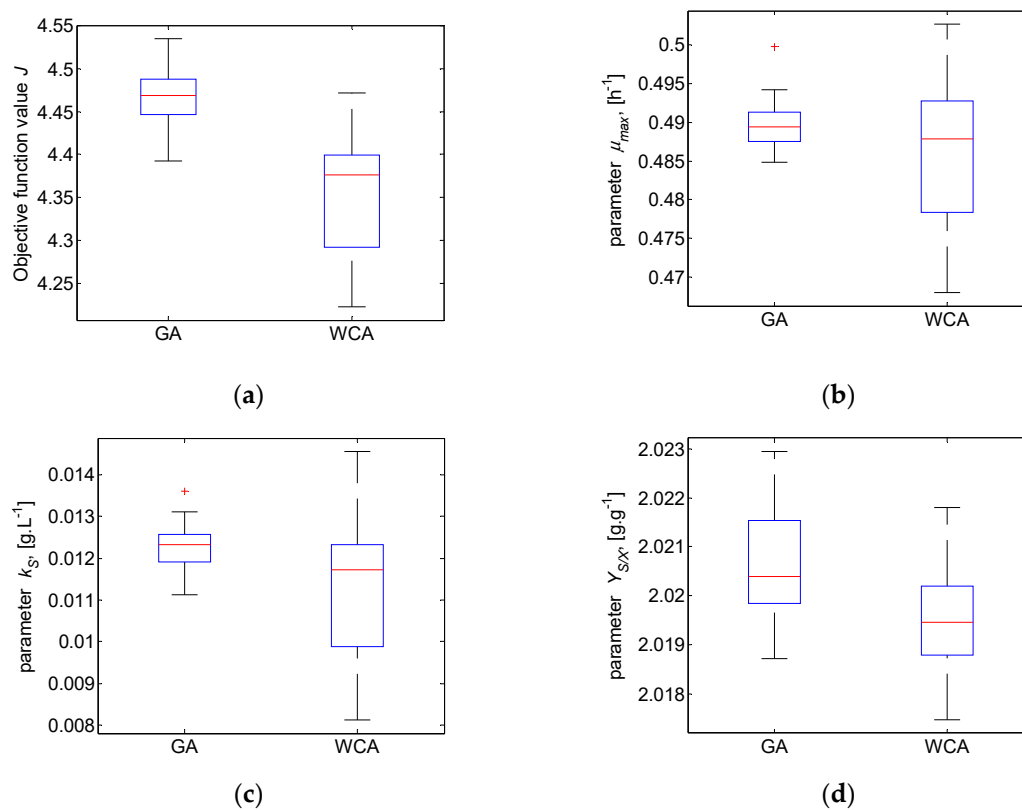 Objective function value J
4.55
4.5
4.45
4.4
4.35
4.3
4.25
GA WCA
(a)
parameter μmax, [h-1]
0.5
0.495
0.49
0.485
0.48
0.475
0.47
GA WCA
(b)
parameter kS, [g.L-1]
0.014
0.013
0.012
0.011
0.01
0.009
0.008
GA WCA
(c)
parameter YS/X, [g.g-1]
2.023
2.022
2.021
2.02
2.019
2.018
GA WCA
(d)